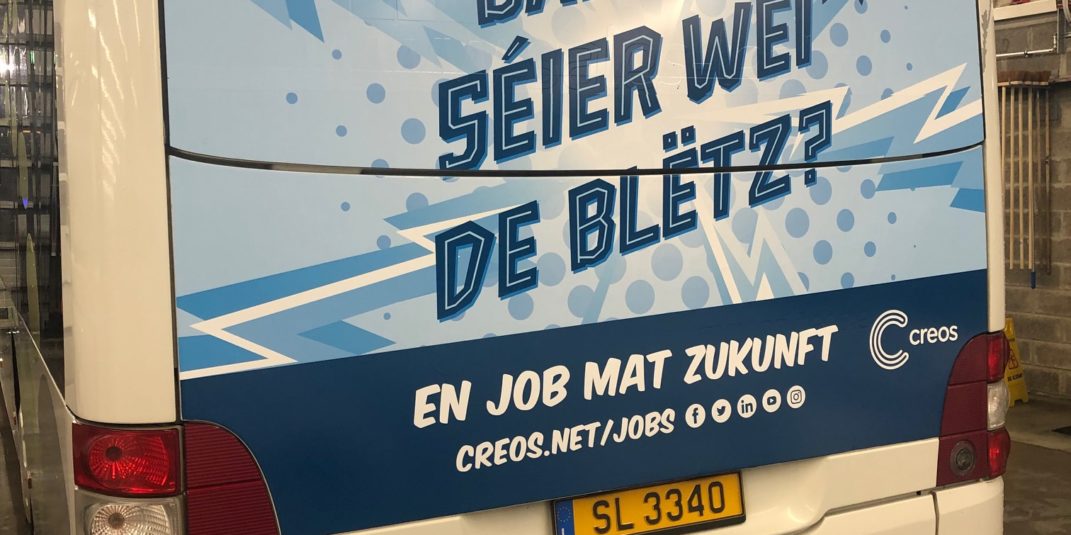 SÉIER WEI
DE BLËTZ?
EN JOB MAT ZUKUNFT
creos
CREOS.NET/JOBS
SL 3340